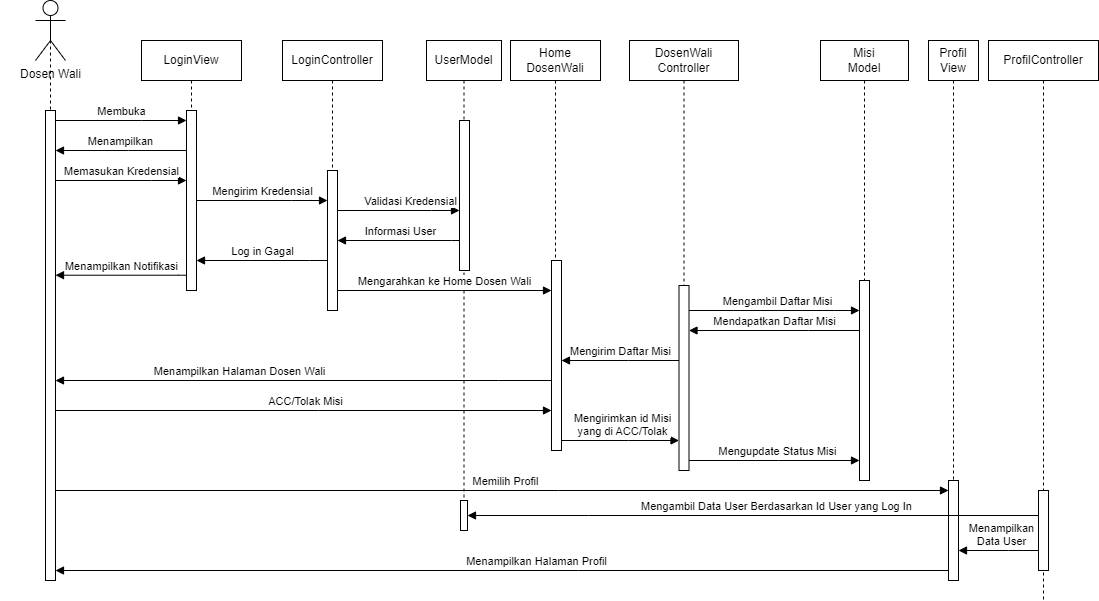 Dosen Wali
LoginView
LoginController
UserModel
Home
DosenWali
DosenWali
Controller
Misi
Model
Profil
View
ProfilController
Membuka
Menampilkan
Memasukan Kredensial
Mengirim Kredensial
Validasi Kredensial
Informasi User
Log in Gagal
Menampilkan Notifikasi
Mengarahkan ke Home Dosen Wali
Mengambil Daftar Misi
Mendapatkan Daftar Misi
Mengirim Daftar Misi
Menampilkan Halaman Dosen Wali
ACC/Tolak Misi
Mengirimkan id Misi
yang di ACC/Tolak
Mengupdate Status Misi
Memilih Profil
Mengambil Data User Berdasarkan Id User yang Log In
Menampilkan
Data User
Menampilkan Halaman Profil